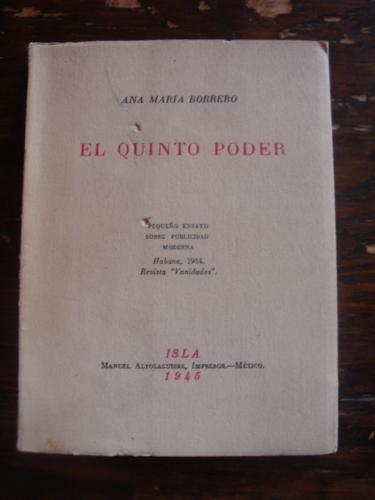 ANA MARIA BORRERO
EL QUINTO PODER
PEQUEÑO ENSAYO
SOBRE PUBLICIDAD
MODERNA
Habana, 1944,
Revista "Vanidades".
ISLA
MANUEL ALTOLAGUIRRE, IMPRESOR.—MÉXICO.
1945